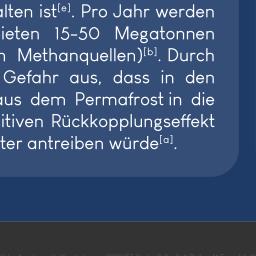 alten ist[e]. Pro Jahr werden
ieten 15-50 Megatonnen
n Methanquellen)[b]. Durch
Gefahr aus, dass in den
aus dem Permafrost in die
itiven Rückkopplungseffekt
ter antreiben würde[a].